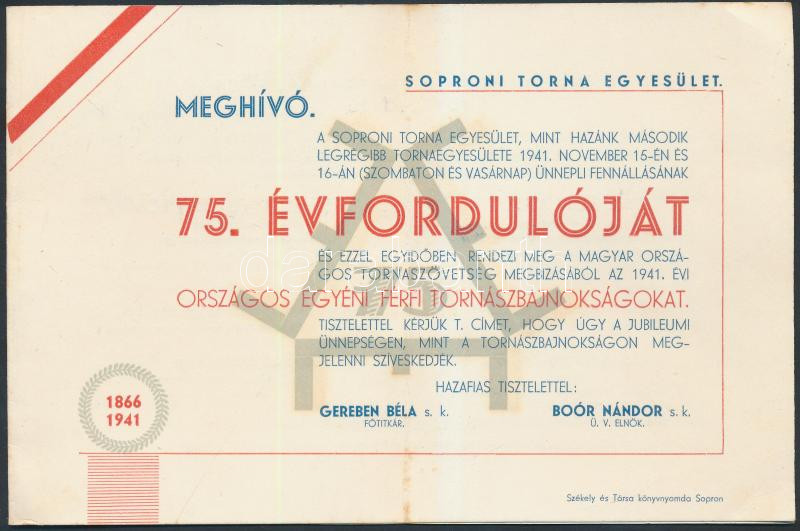 SOPRONI TORNA EGYESÜLET.
MEGHÍVÓ.
A SOPRONI TORNA EGYESÜLET, MINT HAZÁNK MÁSODIK
LEGRÉGIBB TORNAEGYESÜLETE 1941. NOVEMBER 15-ÉN ÉS
16-ÁN (SZOMBATON ÉS VASÁRNAP) ÜNNEPLI FENNÁLLÁSÁNAK
75. ÉVFORDULÓJÁT
ÉS EZZEL EGYIDŐBEN RENDEZI MEG A MAGYAR ORSZÁ-
GOS TORNASZÖVETSÉG MEGBIZÁSÁBÓL AZ 1941. ÉVI
ORSZÁGOS EGYÉNI FÉRFI TORNÁSZBAJNOKSÁGOKAT.
TISZTELETTEL KÉRJÜK T. CÍMET, HOGY ÚGY A JUBILEUMI
ÜNNEPSÉGEN, MINT A TORNÁSZBAJNOKSÁGON MEG-
JELENNI SZÍVESKEDJÉK.
HAZAFIAS TISZTELETTEL:
GEREBEN BÉLA s. k. BOÓR NÁNDOR s. k.
FŐTITKÁR. Ü. V. ELNÖK.
75
1866
1941
Székely és Társa könyvnyomda Sopron